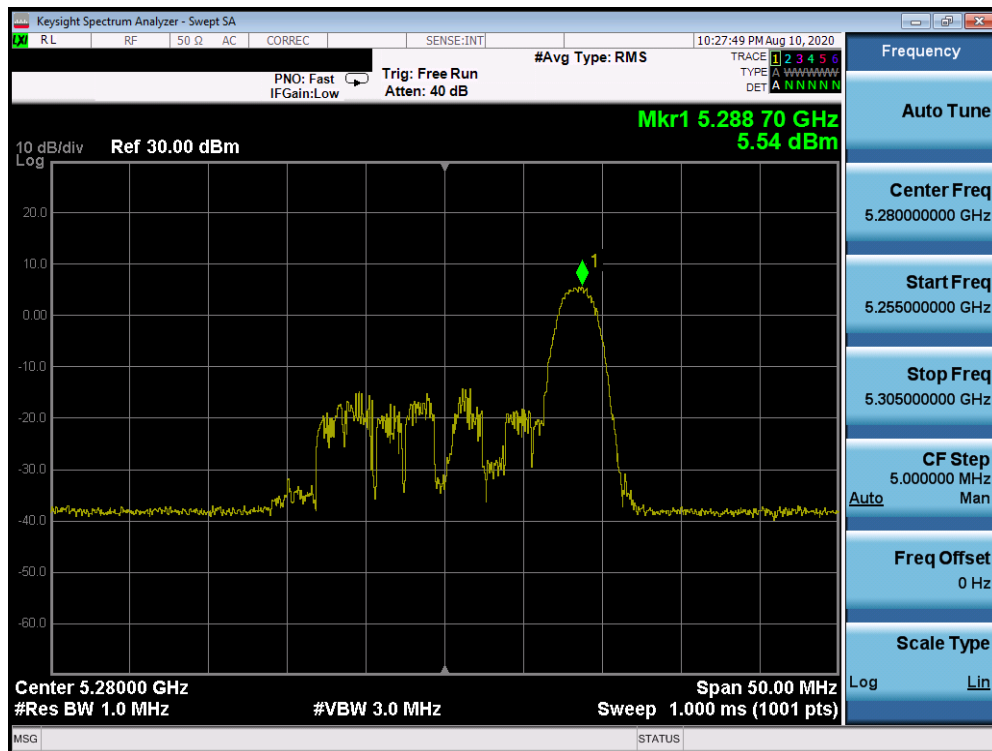 Keysight Spectrum Analyzer - Swept SA
LXI RL RF 50 Ω AC CORREC SENSE:INT 10:27:49 PM Aug 10, 2020
#Avg Type: RMS TRACE 1 2 3 4 5 6
PNO: Fast Trig: Free Run TYPE A WWWWWW
IFGain:Low Atten: 40 dB DET A N N N N N
Mkr1 5.288 70 GHz
5.54 dBm
10 dB/div Ref 30.00 dBm
Log
20.0
10.0
1
0.00
-10.0
-20.0
-30.0
-40.0
-50.0
-60.0
Center 5.28000 GHz Span 50.00 MHz
#Res BW 1.0 MHz #VBW 3.0 MHz Sweep 1.000 ms (1001 pts)
MSG STATUS
Frequency
Auto Tune
Center Freq
5.280000000 GHz
Start Freq
5.255000000 GHz
Stop Freq
5.305000000 GHz
CF Step
5.000000 MHz
Auto Man
Freq Offset
0 Hz
Scale Type
Log Lin